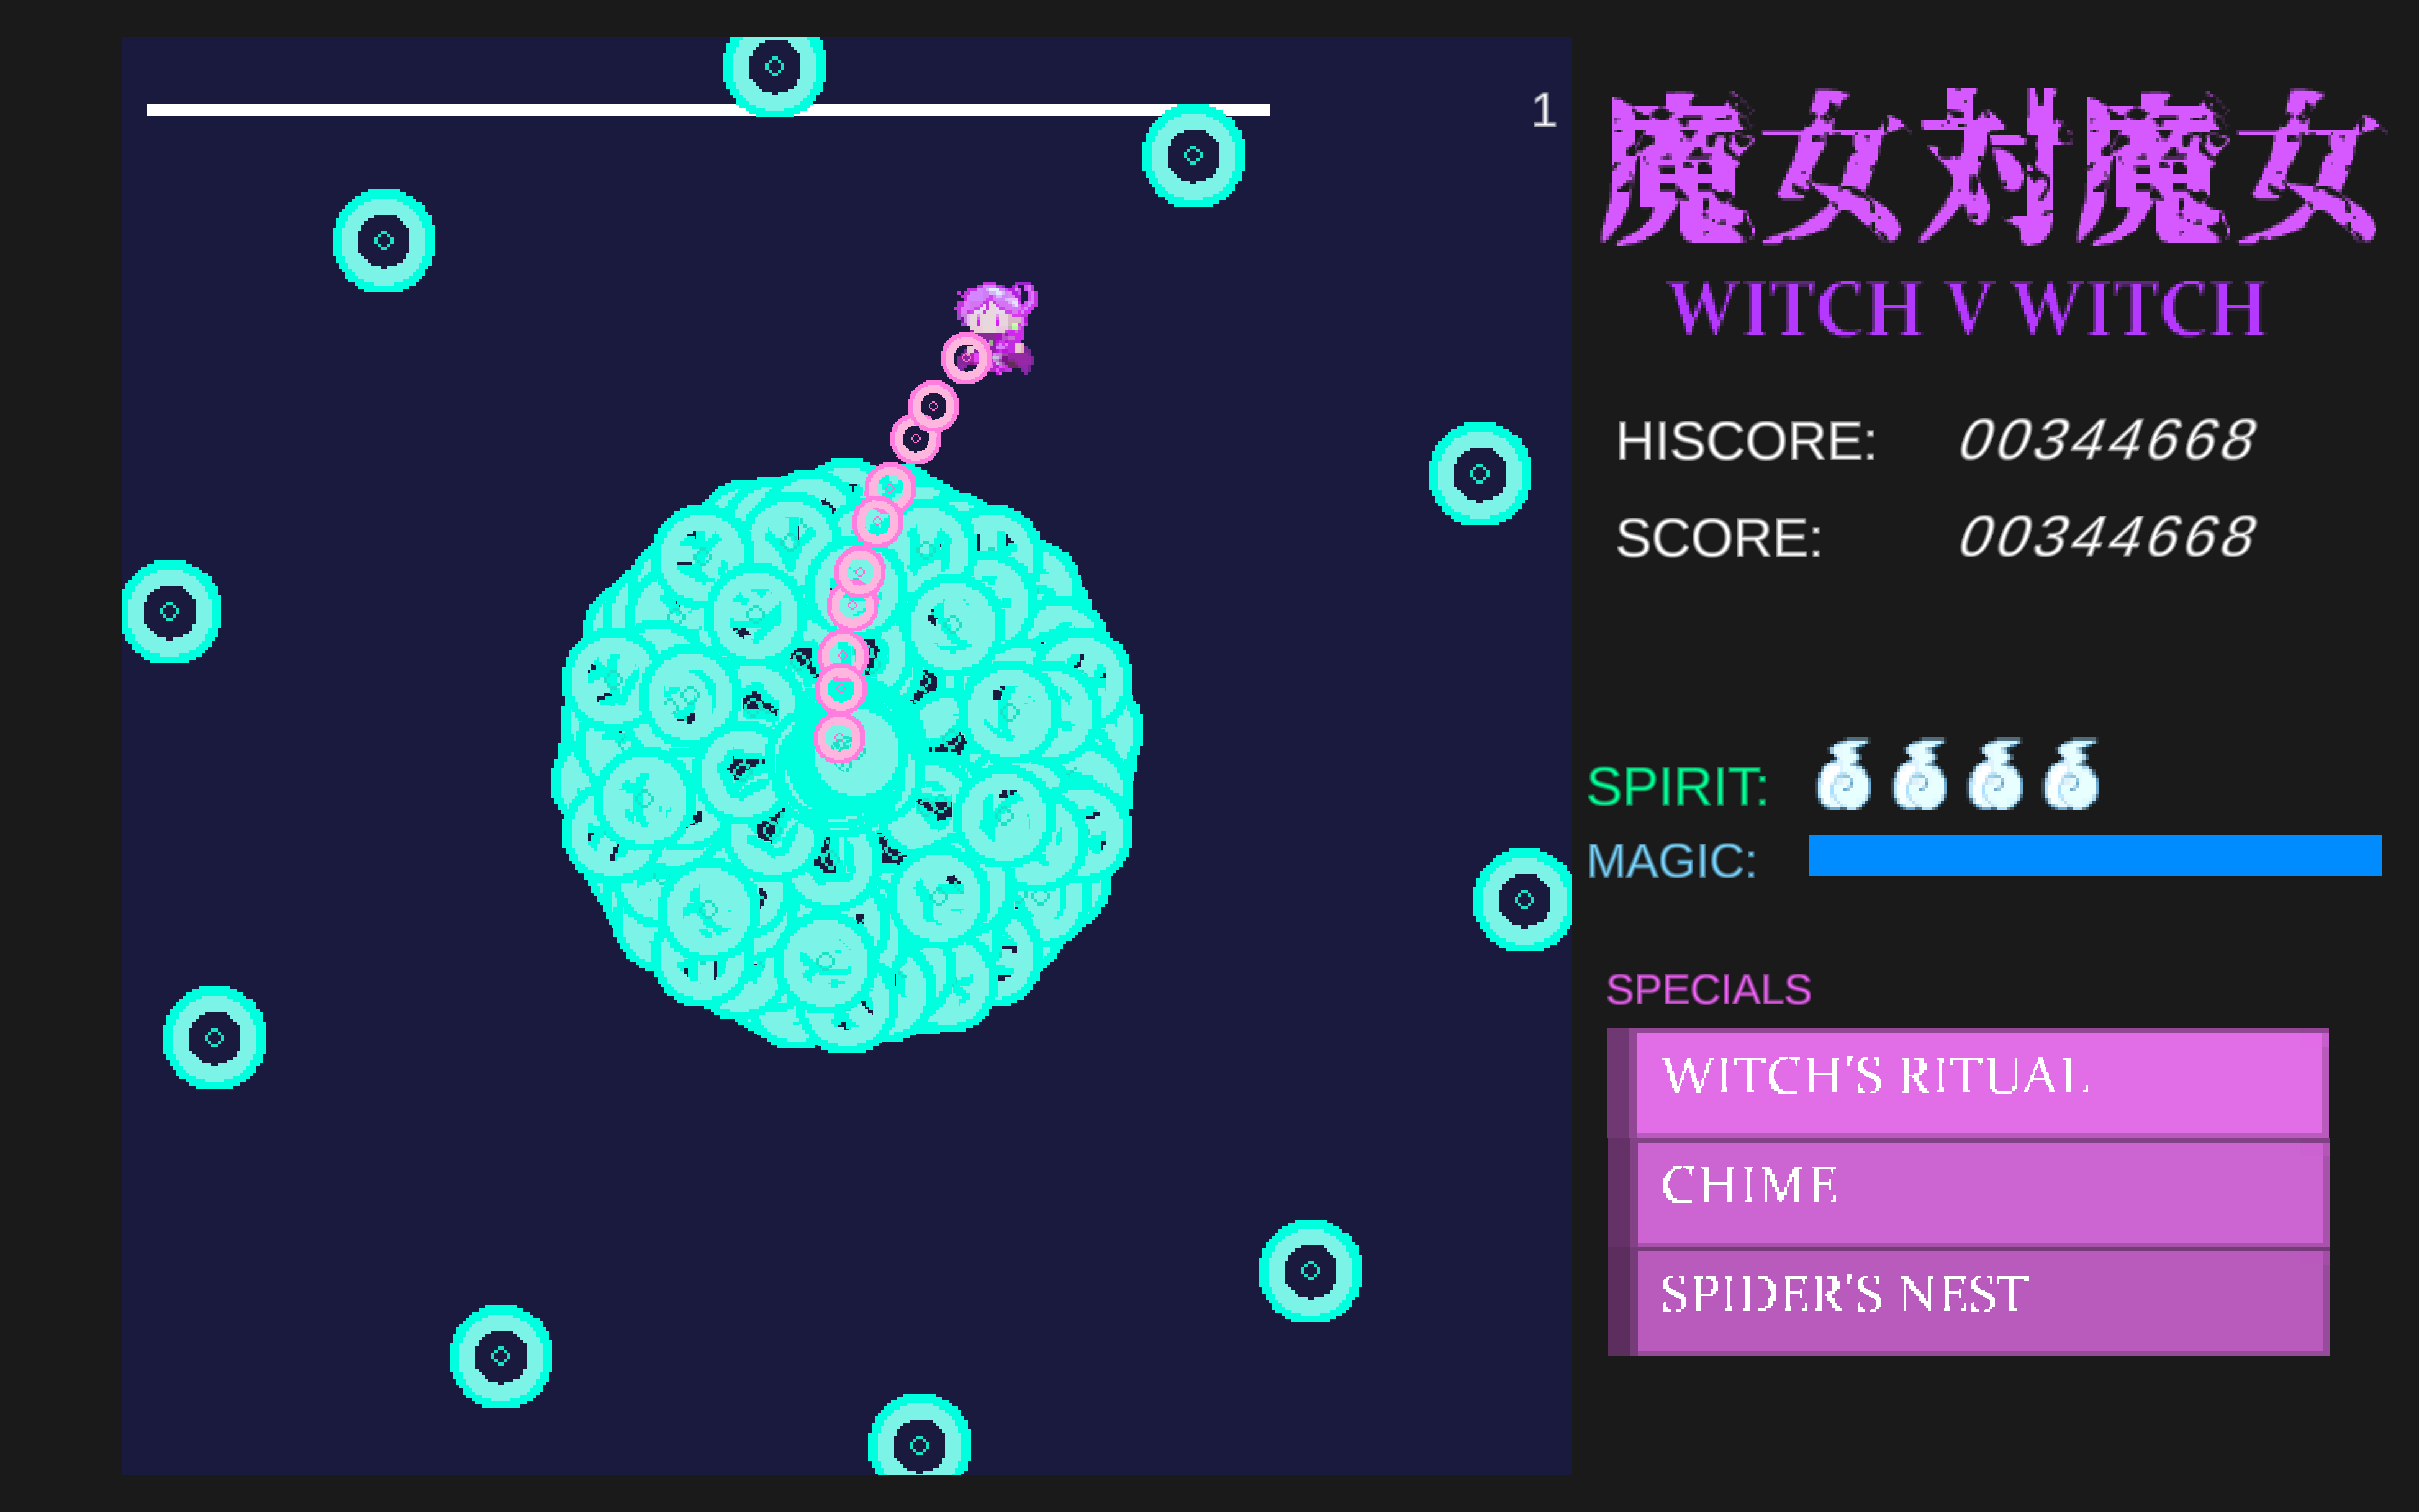 1
魔女対魔女
WITCH V WITCH
HISCORE: 00344668
SCORE: 00344668
SPIRIT:
MAGIC:
SPECIALS
WITCH'S RITUAL
CHIME
SPIDER'S NEST